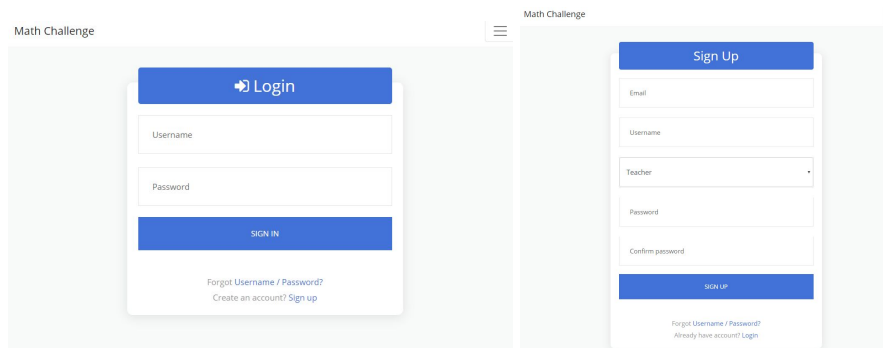 Math Challenge
Login
Username
Password
SIGN IN
Forgot Username / Password?
Create an account? Sign up
Math Challenge
Sign Up
Email
Username
Teacher
Password
Confirm password
SIGN UP
Forgot Username / Password?
Already have account? Login